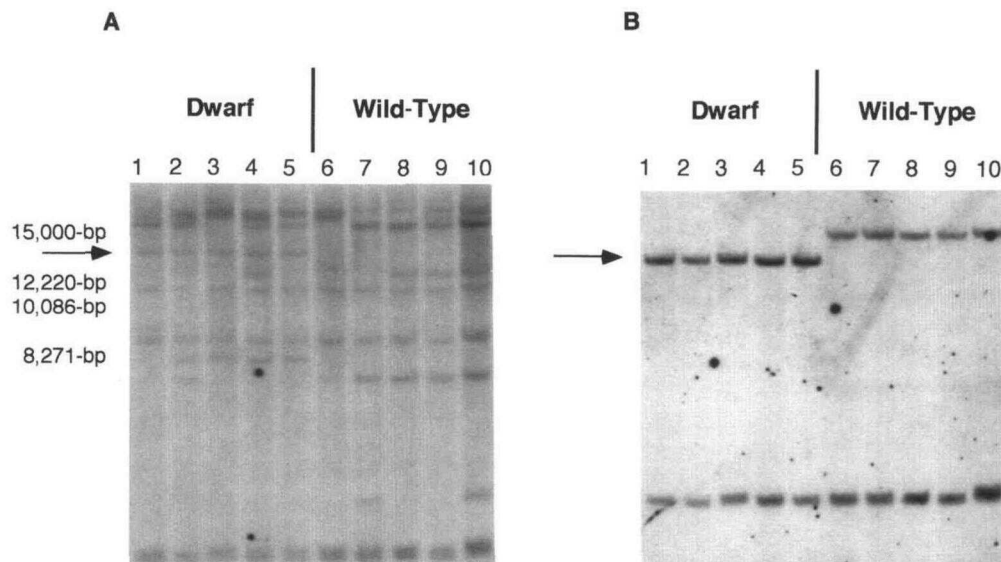 A
B
Dwarf Wild-Type
Dwarf Wild-Type
1 2 3 4 5 6 7 8 9 10
1 2 3 4 5 6 7 8 9 10
15,000-bp
12,220-bp
10,086-bp
8,271-bp